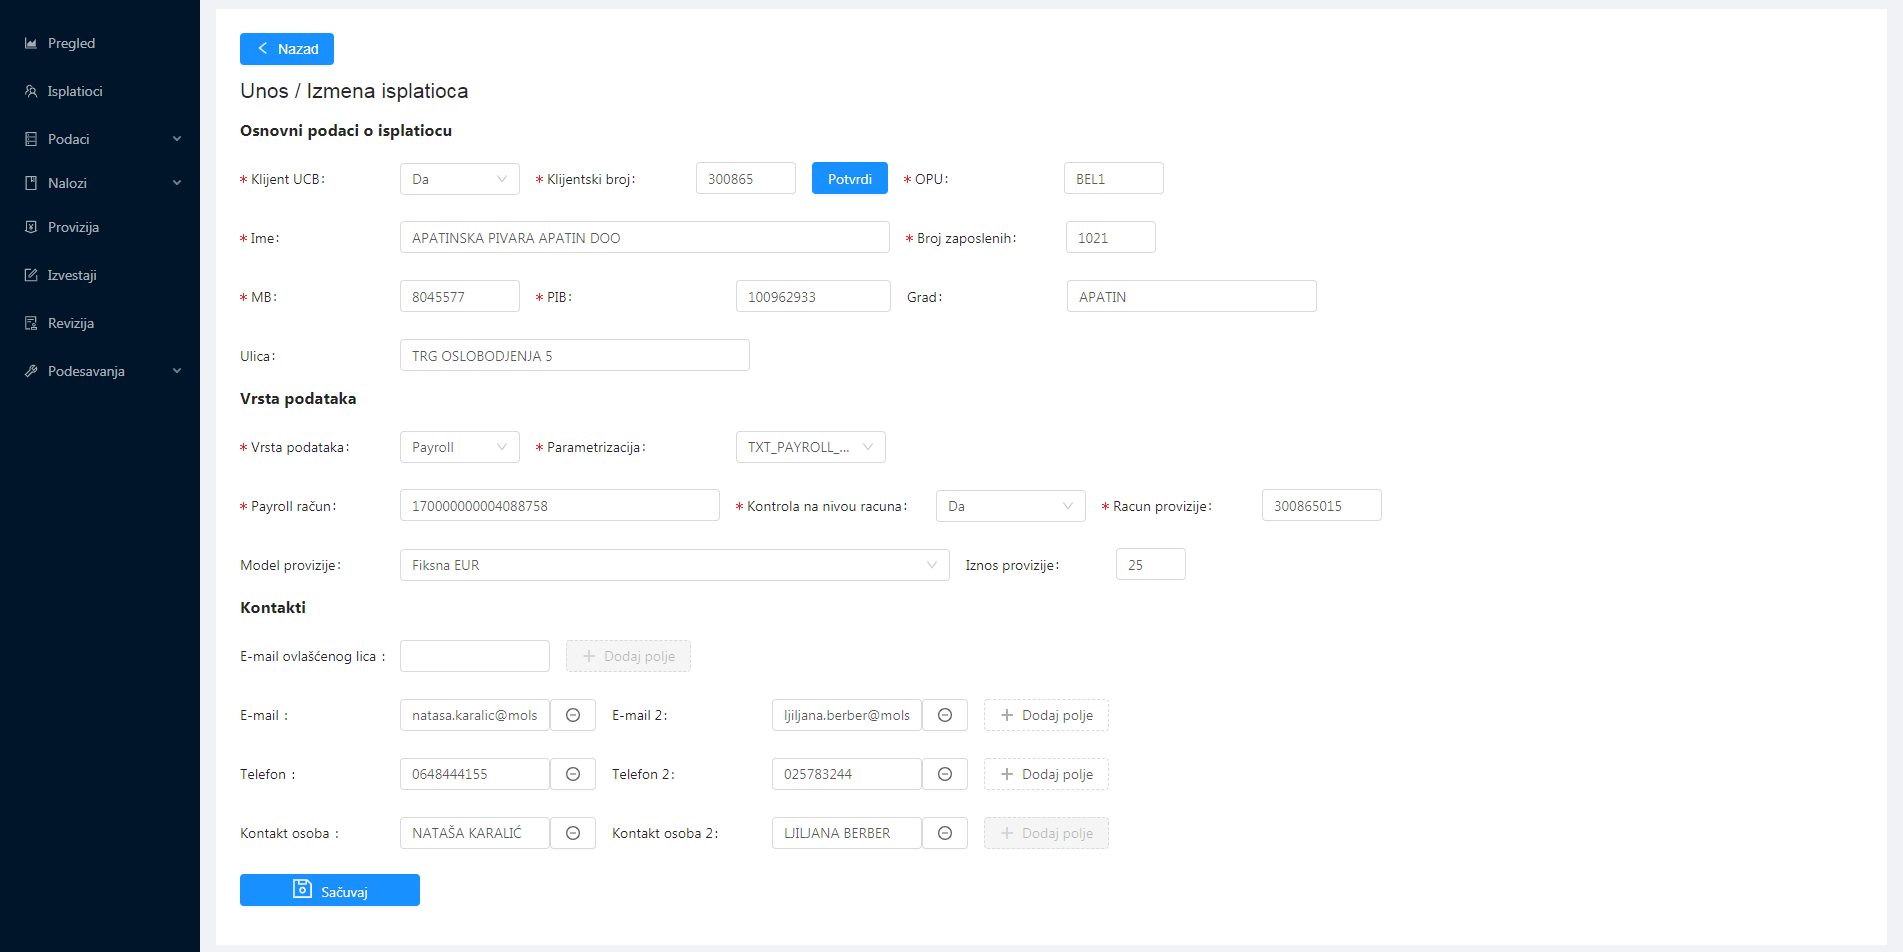 Pregled
Isplatioci
Podaci
Nalozi
Provizija
Izvestaji
Revizija
Podesavanja
Nazad
Unos / Izmena isplatioca
Osnovni podaci o isplatiocu
* Klijent UCB: Da * Klijentski broj: 300865 Potvrdi * OPU: BEL1
* Ime: APATINSKA PIVARA APATIN DOO * Broj zaposlenih: 1021
* MB: 8045577 * PIB: 100962933 Grad: APATIN
Ulica: TRG OSLOBODJENJA 5
Vrsta podataka
* Vrsta podataka: Payroll * Parametrizacija: TXT_PAYROLL_...
* Payroll račun: 170000000004088758 * Kontrola na nivou racuna: Da * Racun provizije: 300865015
Model provizije: Fiksna EUR Iznos provizije: 25
Kontakti
E-mail ovlašćenog lica : + Dodaj polje
E-mail : natasa.karalic@mols E-mail 2: ljiljana.berber@mols + Dodaj polje
Telefon : 0648444155 Telefon 2: 025783244 + Dodaj polje
Kontakt osoba : NATAŠA KARALIĆ Kontakt osoba 2: LJILJANA BERBER + Dodaj polje
Sačuvaj